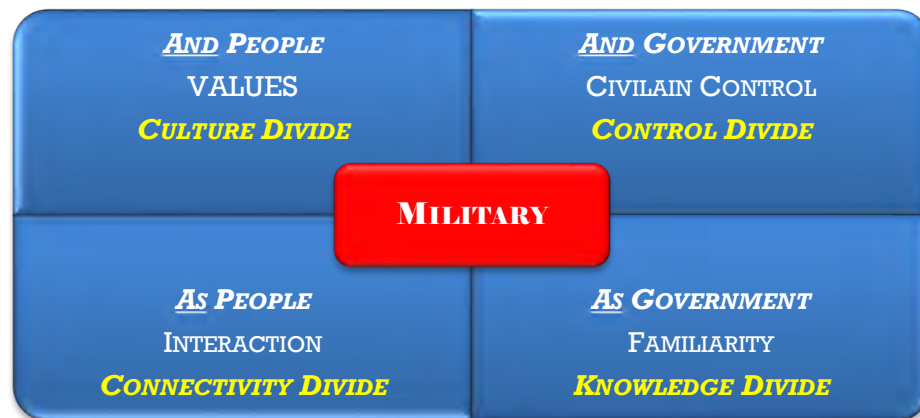 AND PEOPLE
VALUES
CULTURE DIVIDE
AND GOVERNMENT
CIVILAIN CONTROL
CONTROL DIVIDE
MILITARY
AS PEOPLE
INTERACTION
CONNECTIVITY DIVIDE
AS GOVERNMENT
FAMILIARITY
KNOWLEDGE DIVIDE